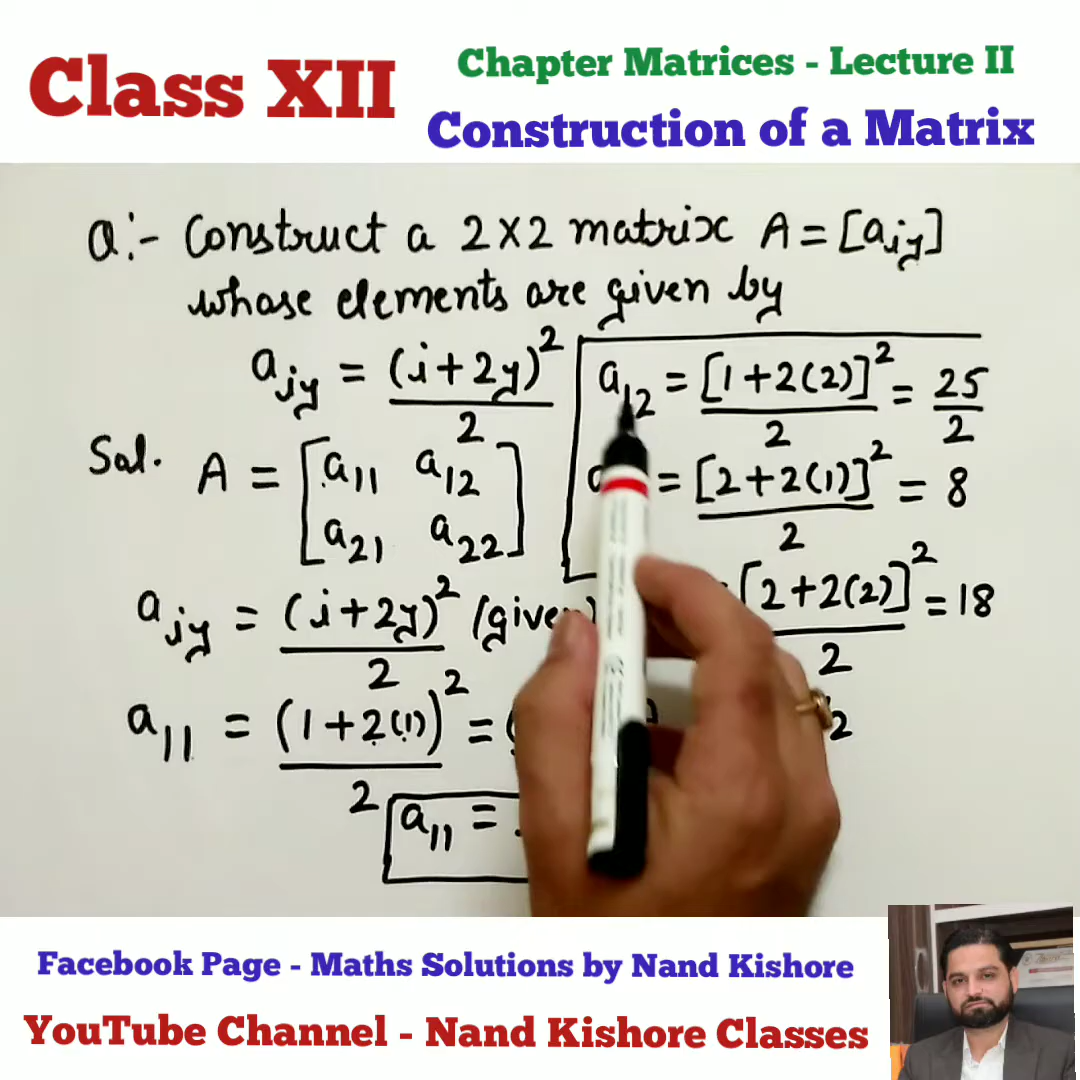 Class XII
Chapter Matrices - Lecture II
Construction of a Matrix
Q:- Construct a 2×2 matrix A = [aij]
whose elements are given by
aij = (i+2j)²/2
Sol. A = [a11 a12
a21 a22]
aij = (i+2j)²/2 (given)
a11 = (1+2(1))²/2 = (
a11 =
a12 = [1+2(2)]²/2 = 25/2
= [2+2(1)]²/2 = 8
[2+2(2)]²/2 = 18
2
Facebook Page - Maths Solutions by Nand Kishore
YouTube Channel - Nand Kishore Classes